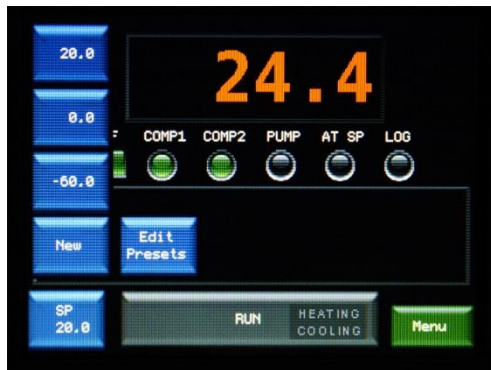 20.0
24.4
0.0
COMP1 COMP2 PUMP AT SP LOG
-60.0
New
Edit
Presets
SP
20.0
RUN
HEATING
COOLING
Menu